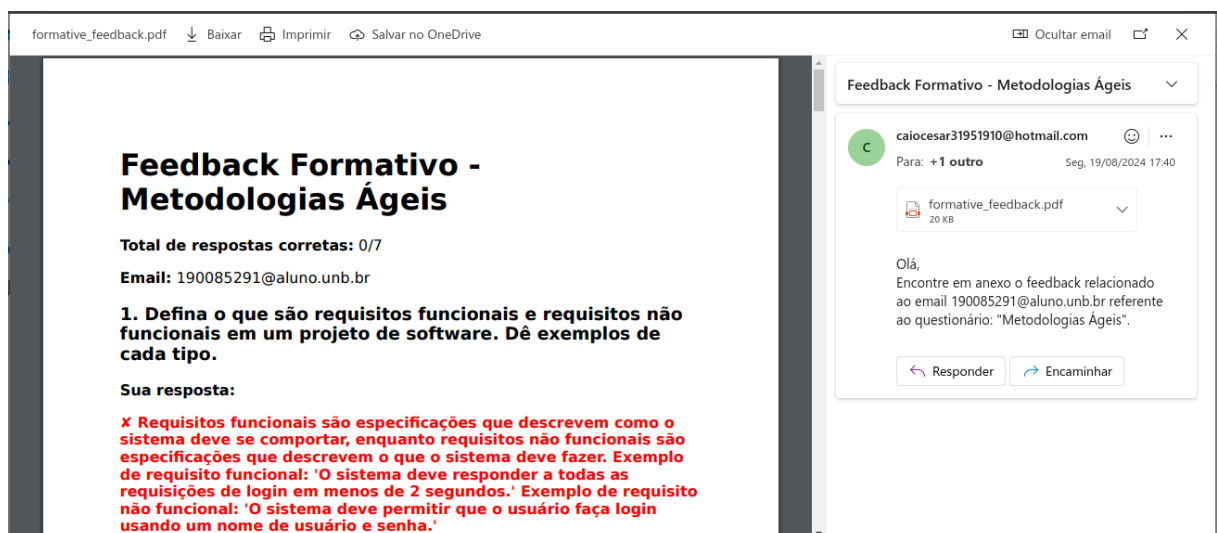 formative_feedback.pdf Baixar Imprimir Salvar no OneDrive Ocultar email
Feedback Formativo -
Metodologias Ágeis
Total de respostas corretas: 0/7
Email: 190085291@aluno.unb.br
1. Defina o que são requisitos funcionais e requisitos não
funcionais em um projeto de software. Dê exemplos de
cada tipo.
Sua resposta:
✘ Requisitos funcionais são especificações que descrevem como o
sistema deve se comportar, enquanto requisitos não funcionais são
especificações que descrevem o que o sistema deve fazer. Exemplo
de requisito funcional: 'O sistema deve responder a todas as
requisições de login em menos de 2 segundos.' Exemplo de requisito
não funcional: 'O sistema deve permitir que o usuário faça login
usando um nome de usuário e senha.'
Feedback Formativo - Metodologias Ágeis
C
caiocesar31951910@hotmail.com
Para: +1 outro Seg, 19/08/2024 17:40
formative_feedback.pdf
20 KB
Olá,
Encontre em anexo o feedback relacionado
ao email 190085291@aluno.unb.br referente
ao questionário: "Metodologias Ágeis".
Responder Encaminhar